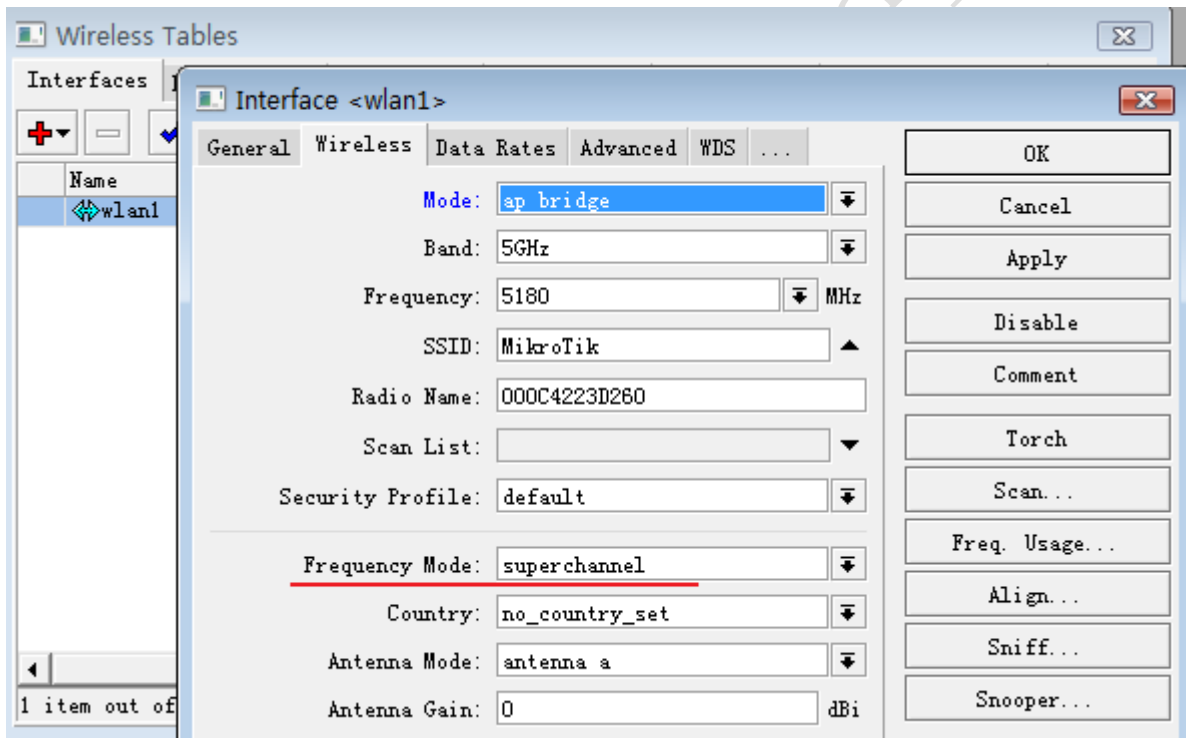 Wireless Tables
Interfaces
Interface <wlan1>
General Wireless Data Rates Advanced WDS ...
Name
wlan1
Mode: ap bridge
Band: 5GHz
Frequency: 5180 MHz
SSID: MikroTik
Radio Name: 000C4223D260
Scan List:
Security Profile: default
Frequency Mode: superchannel
Country: no_country_set
Antenna Mode: antenna a
Antenna Gain: 0 dBi
OK
Cancel
Apply
Disable
Comment
Torch
Scan...
Freq. Usage...
Align...
Sniff...
Snooper...
1 item out of